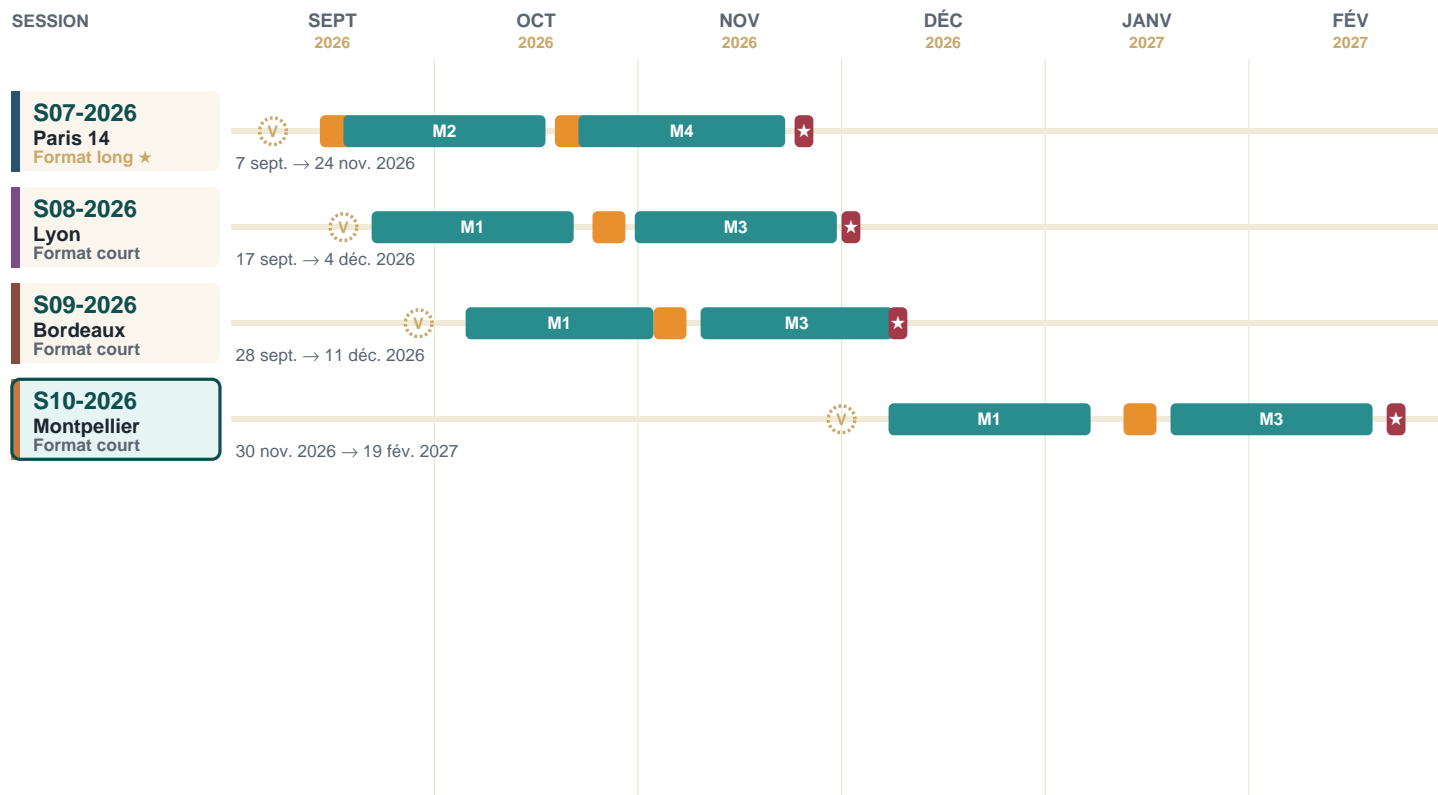 SESSION
SEPT
2026
OCT
2026
NOV
2026
DÉC
2026
JANV
2027
FÉV
2027
S07-2026
Paris 14
Format long ★
V
M2
M4
★
7 sept. → 24 nov. 2026
S08-2026
Lyon
Format court
V
M1
M3
★
17 sept. → 4 déc. 2026
S09-2026
Bordeaux
Format court
V
M1
M3
★
28 sept. → 11 déc. 2026
S10-2026
Montpellier
Format court
V
M1
M3
★
30 nov. 2026 → 19 fév. 2027